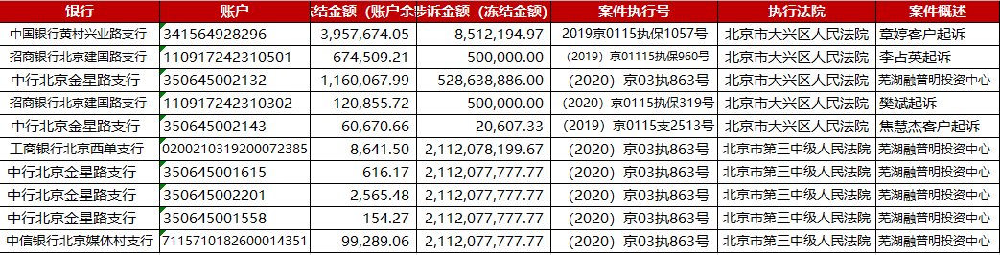 银行 账户 结金额（账户余 涉诉金额（冻结金额） 案件执行号 执行法院 案件概述
中国银行黄村兴业路支行 341564928296 3,957,674.05 8,512,194.97 2019京0115执保1057号 北京市大兴区人民法院 章婷客户起诉
招商银行北京建国路支行 110917242310501 674,509.21 500,000.00 （2019）京01115执保960号 北京市大兴区人民法院 李占英起诉
中行北京金星路支行 350645002132 1,160,067.99 528,638,886.00 （2020）京03执863号 北京市大兴区人民法院 芜湖融普明投资中心
招商银行北京建国路支行 110917242310302 120,855.72 500,000.00 （2020）京0115执保319号 北京市大兴区人民法院 樊斌起诉
中行北京金星路支行 350645002143 60,670.66 20,607.33 （2019）京0115支2513号 北京市大兴区人民法院 焦慧杰客户起诉
工商银行北京西单支行 0200210319200072385 8,641.50 2,112,078,199.67 （2020）京03执863号 北京市第三中级人民法院 芜湖融普明投资中心
中行北京金星路支行 350645001615 616.17 2,112,077,777.77 （2020）京03执863号 北京市第三中级人民法院 芜湖融普明投资中心
中行北京金星路支行 350645002201 2,565.48 2,112,077,777.77 （2020）京03执863号 北京市第三中级人民法院 芜湖融普明投资中心
中行北京金星路支行 350645001558 154.27 2,112,077,777.77 （2020）京03执863号 北京市第三中级人民法院 芜湖融普明投资中心
中信银行北京媒体村支行 7115710182600014351 99,289.06 2,112,077,777.77 （2020）京03执863号 北京市第三中级人民法院 芜湖融普明投资中心